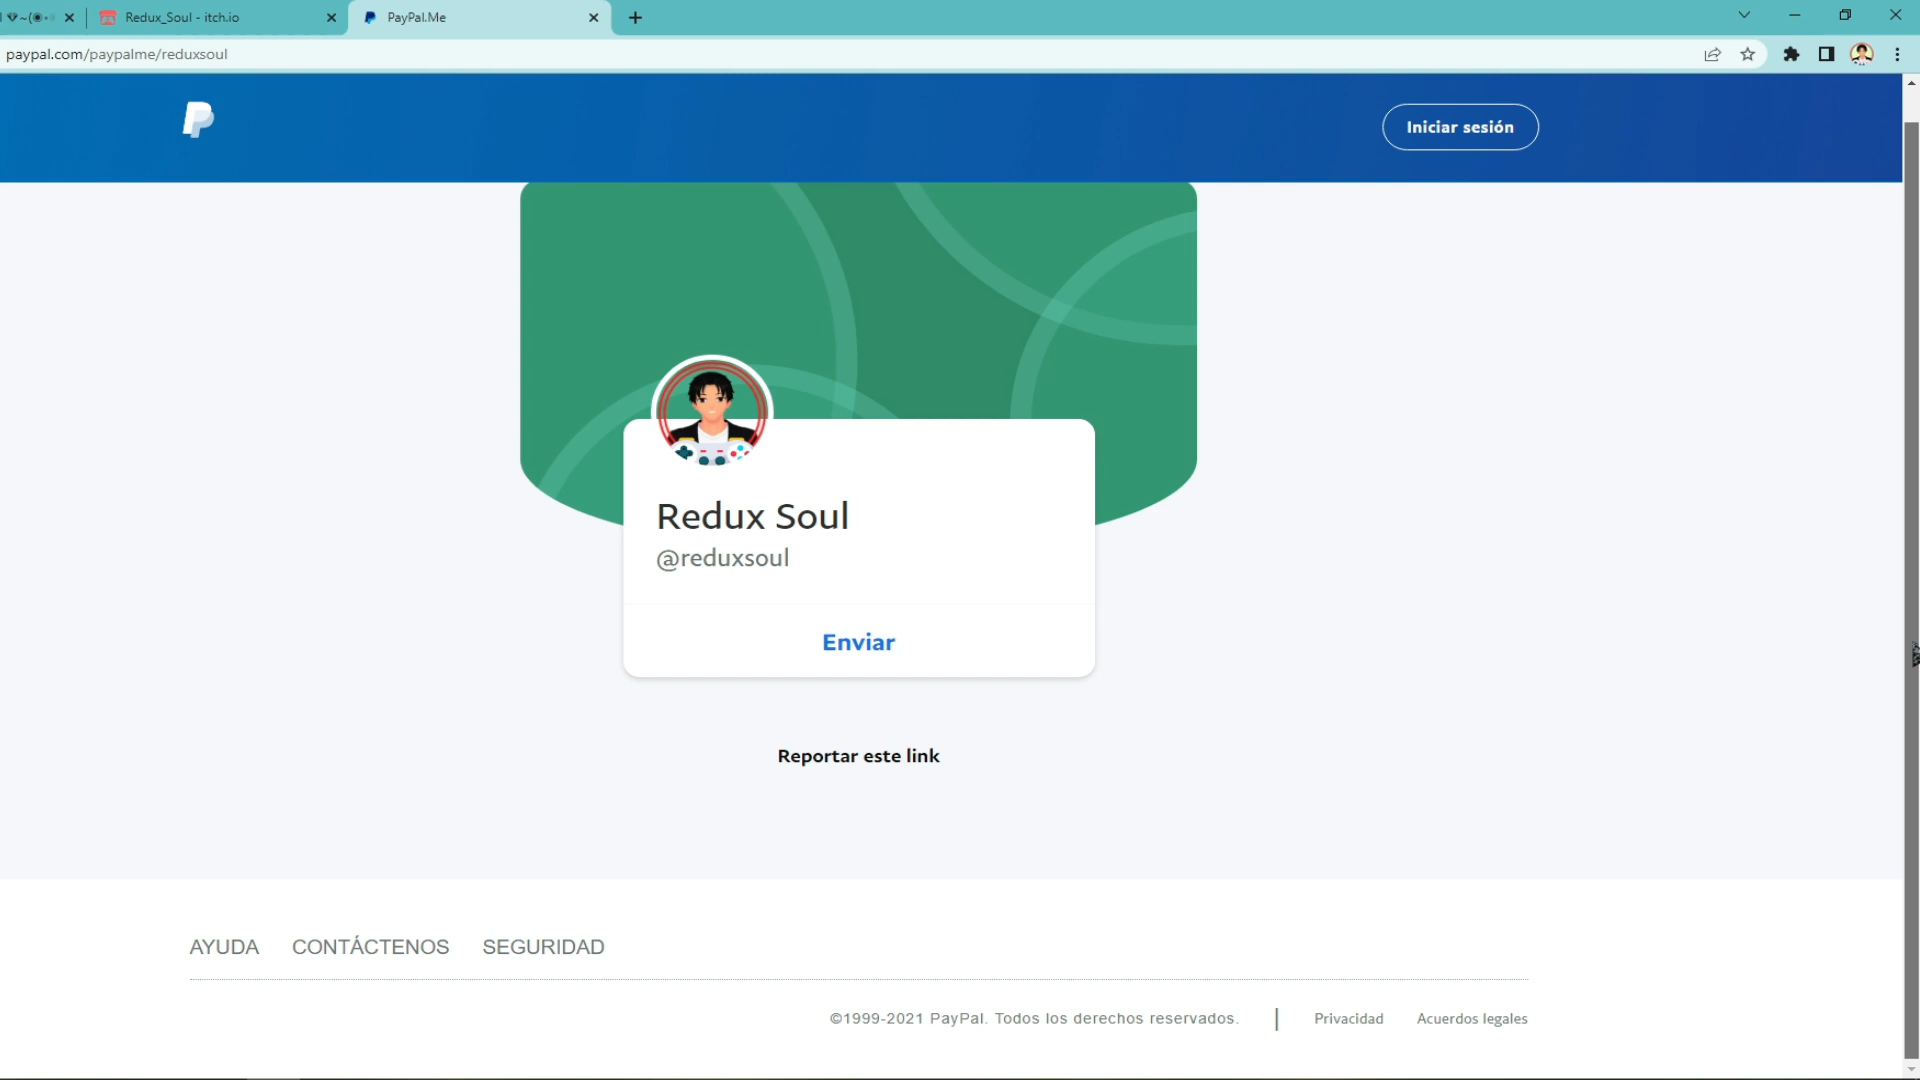 Redux_Soul - itch.io
PayPal.Me
paypal.com/paypalme/reduxsoul
Iniciar sesión
Redux Soul
@reduxsoul
Enviar
Reportar este link
AYUDA CONTÁCTENOS SEGURIDAD
©1999-2021 PayPal. Todos los derechos reservados. | Privacidad Acuerdos legales